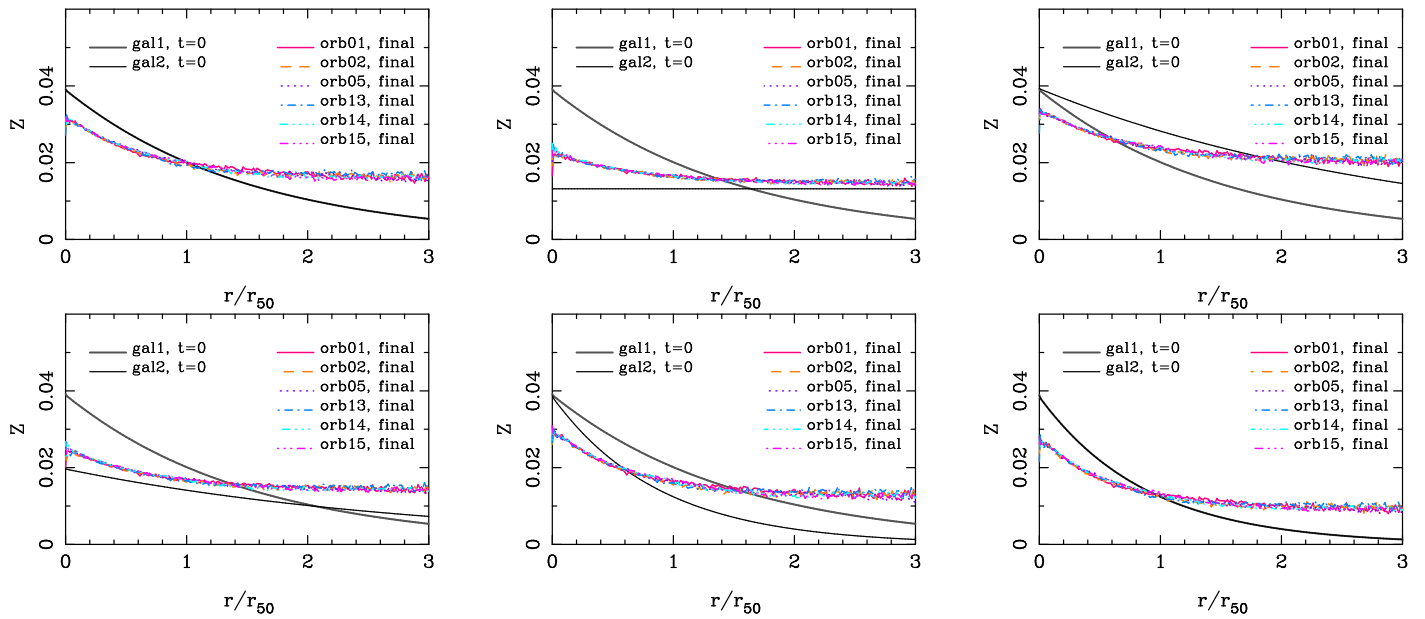 gal1, t=0
gal2, t=0
orb01, final
orb02, final
orb05, final
orb13, final
orb14, final
orb15, final
Z
0
0.02
0.04
0
1
2
3
r/r50
gal1, t=0
gal2, t=0
orb01, final
orb02, final
orb05, final
orb13, final
orb14, final
orb15, final
Z
0
0.02
0.04
0
1
2
3
r/r50
gal1, t=0
gal2, t=0
orb01, final
orb02, final
orb05, final
orb13, final
orb14, final
orb15, final
Z
0
0.02
0.04
0
1
2
3
r/r50
gal1, t=0
gal2, t=0
orb01, final
orb02, final
orb05, final
orb13, final
orb14, final
orb15, final
Z
0
0.02
0.04
0
1
2
3
r/r50
gal1, t=0
gal2, t=0
orb01, final
orb02, final
orb05, final
orb13, final
orb14, final
orb15, final
Z
0
0.02
0.04
0
1
2
3
r/r50
gal1, t=0
gal2, t=0
orb01, final
orb02, final
orb05, final
orb13, final
orb14, final
orb15, final
Z
0
0.02
0.04
0
1
2
3
r/r50